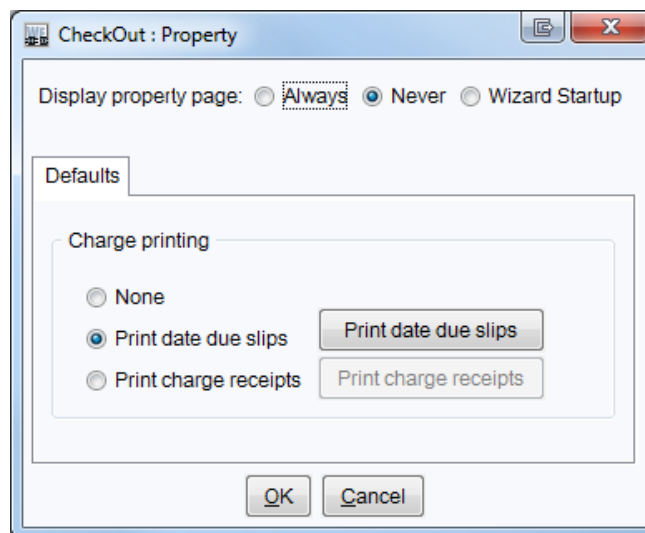 WF CheckOut : Property
Display property page: Always Never Wizard Startup
Defaults
Charge printing
None
Print date due slips Print date due slips
Print charge receipts Print charge receipts
OK Cancel